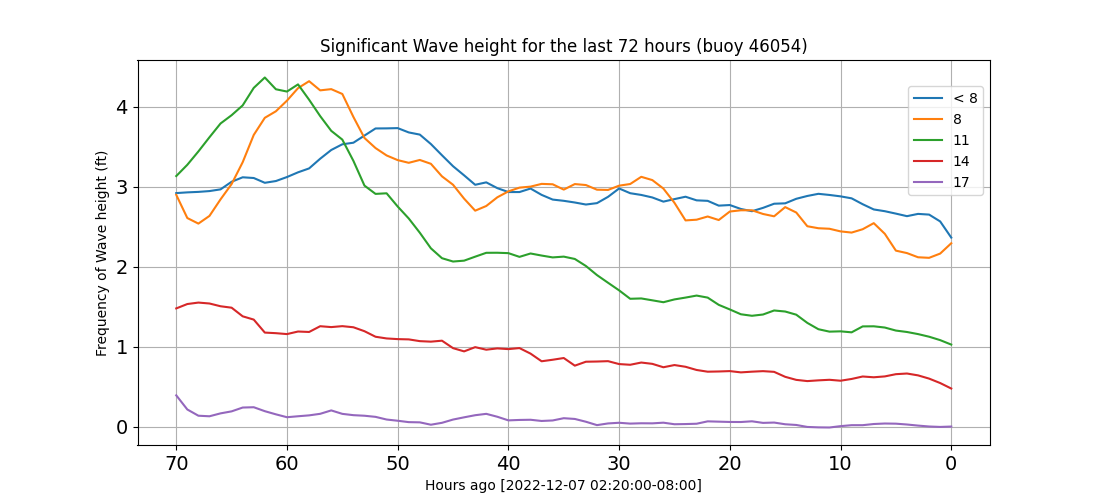 Significant Wave height for the last 72 hours (buoy 46054)
Frequency of Wave height (ft)
4
3
2
1
0
< 8
8
11
14
17
70 60 50 40 30 20 10 0
Hours ago [2022-12-07 02:20:00-08:00]